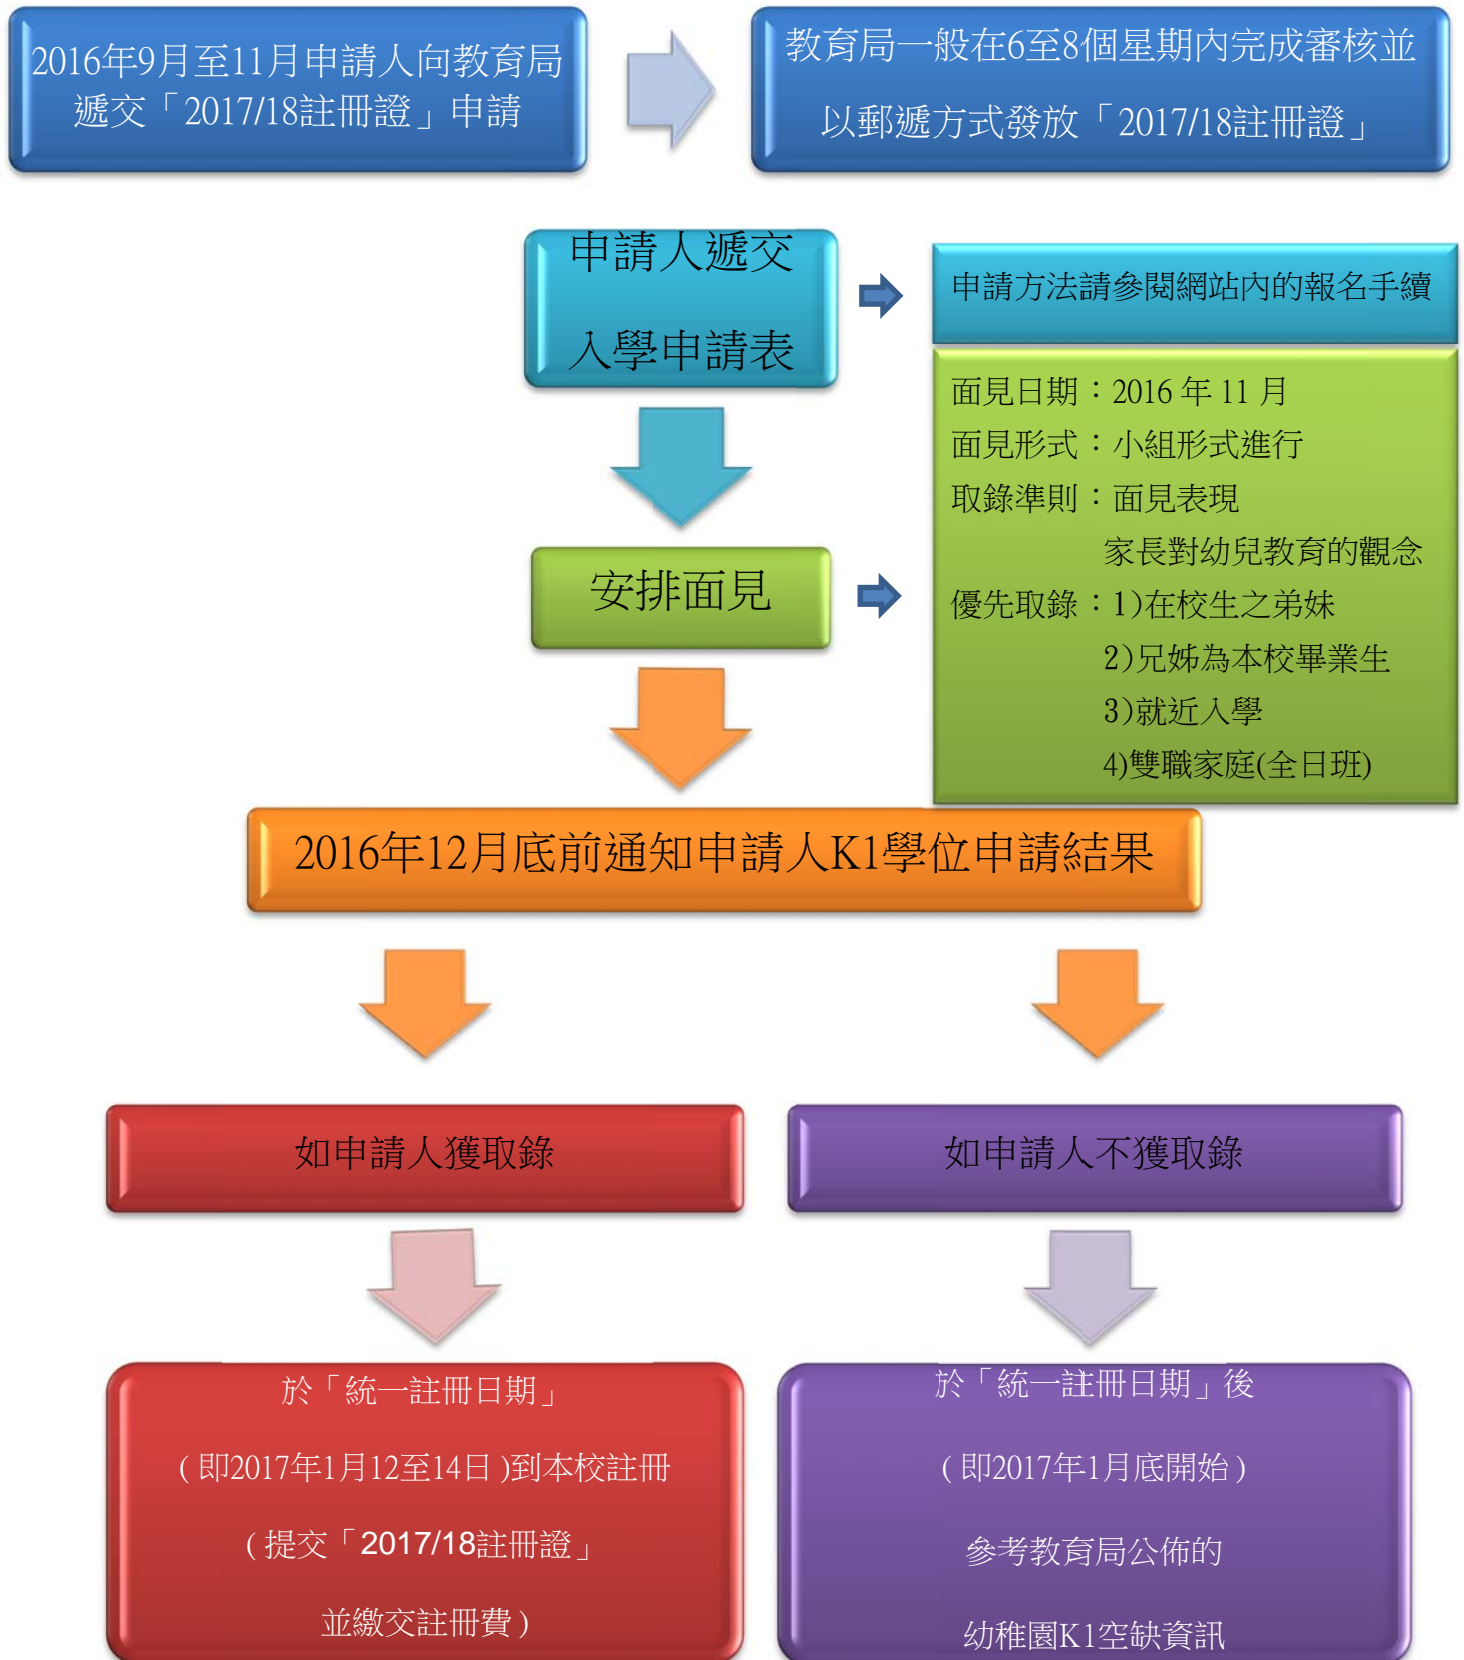 2016年9月至11月申請人向教育局
遞交「2017/18註冊證」申請
教育局一般在6至8個星期內完成審核並
以郵遞方式發放「2017/18註冊證」
申請人遞交
入學申請表
申請方法請參閱網站內的報名手續
面見日期：2016 年 11 月
面見形式：小組形式進行
取錄準則：面見表現
家長對幼兒教育的觀念
優先取錄：1)在校生之弟妹
2)兄姊為本校畢業生
3)就近入學
4)雙職家庭(全日班)
安排面見
2016年12月底前通知申請人K1學位申請結果
如申請人獲取錄
如申請人不獲取錄
於「統一註冊日期」
(即2017年1月12至14日)到本校註冊
(提交「2017/18註冊證」
並繳交註冊費)
於「統一註冊日期」後
(即2017年1月底開始)
參考教育局公佈的
幼稚園K1空缺資訊